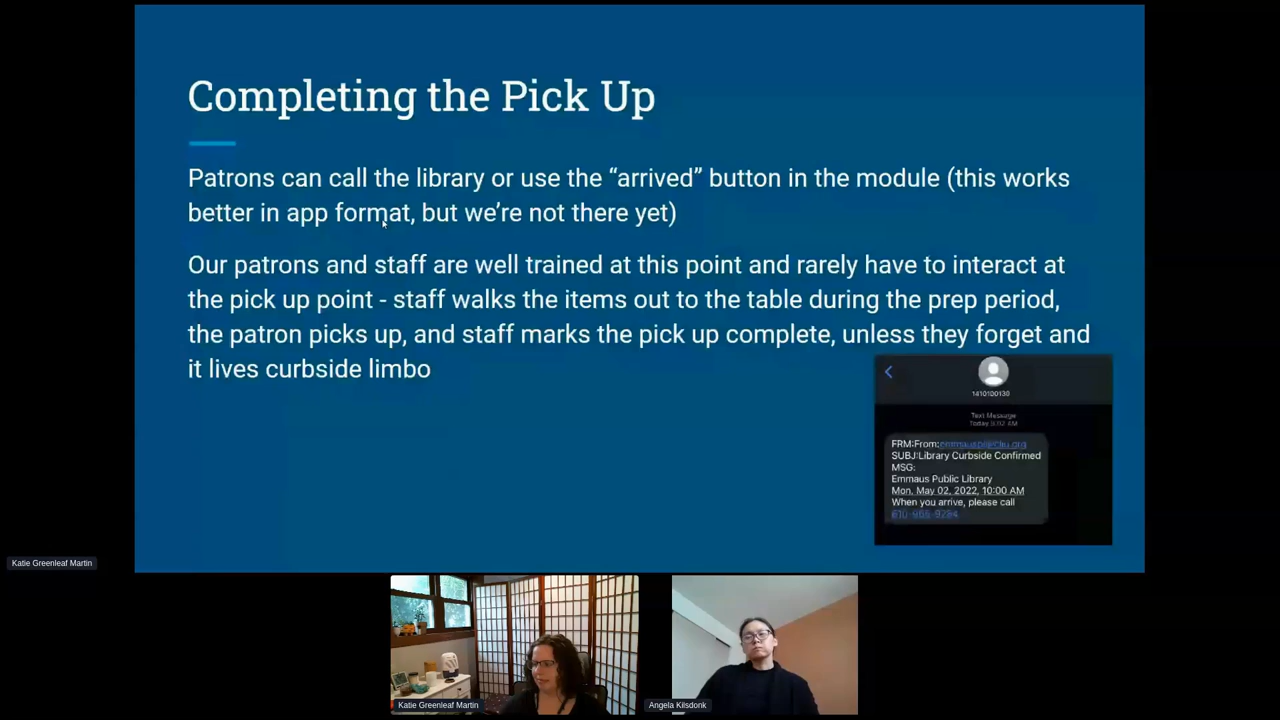 Completing the Pick Up
Patrons can call the library or use the “arrived” button in the module (this works
better in app format, but we’re not there yet)
Our patrons and staff are well trained at this point and rarely have to interact at
the pick up point - staff walks the items out to the table during the prep period,
the patron picks up, and staff marks the pick up complete, unless they forget and
it lives curbside limbo
1410100130
Text Message
Today 8:02 AM
FRM:From:
SUBJ:Library Curbside Confirmed
MSG:
Emmaus Public Library
Mon, May 02, 2022, 10:00 AM
When you arrive, please call
Katie Greenleaf Martin
Katie Greenleaf Martin
Angela Kilsdonk